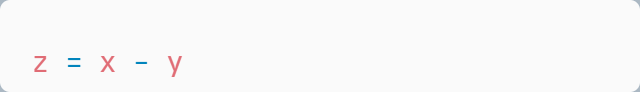 z = x - y